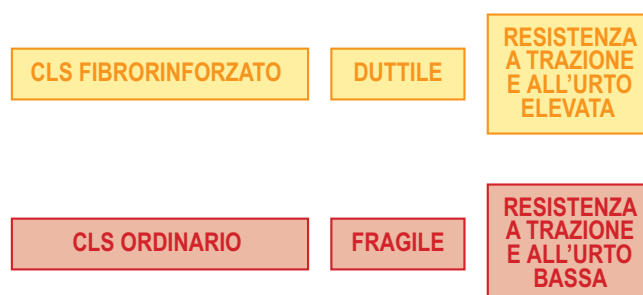 CLS FIBRORINFORZATO
DUTTILE
RESISTENZA
A TRAZIONE
E ALL'URTO
ELEVATA
CLS ORDINARIO
FRAGILE
RESISTENZA
A TRAZIONE
E ALL'URTO
BASSA